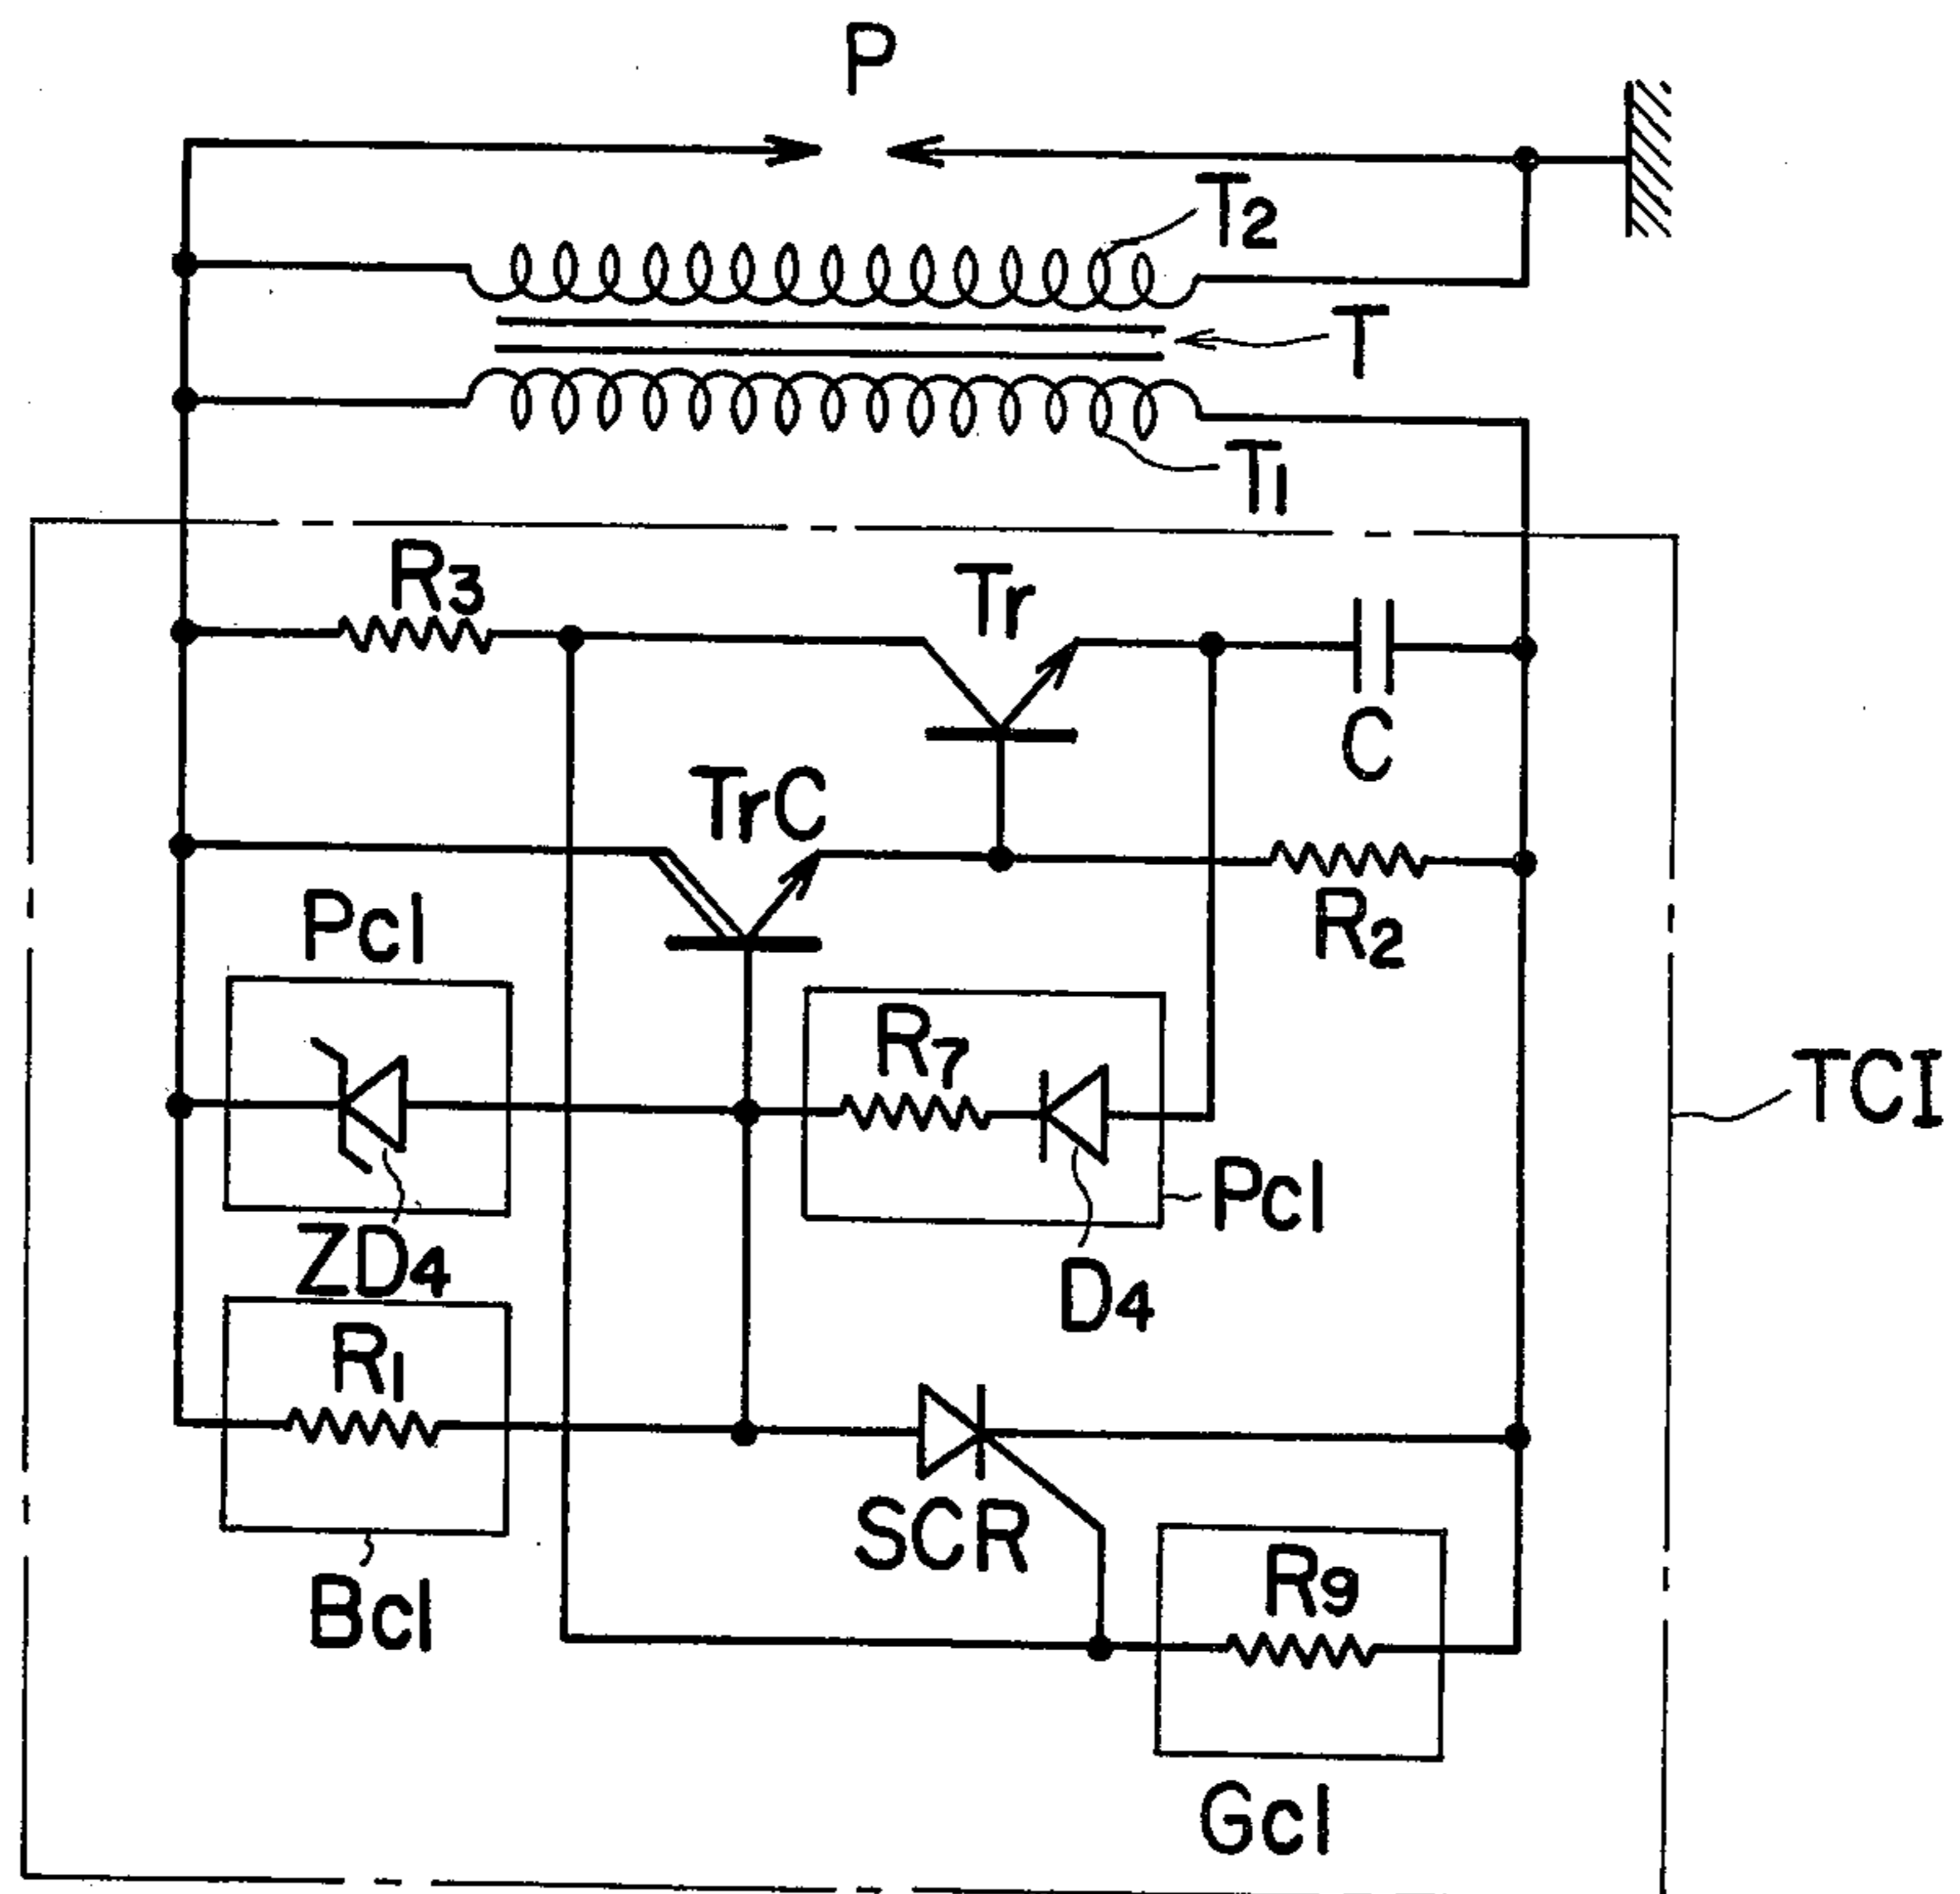 P
T2
T
T1
R3
Tr
C
TrC
R2
Pcl
R7
TCI
Pcl
ZD4
D4
R1
SCR
R9
Bcl
Gcl